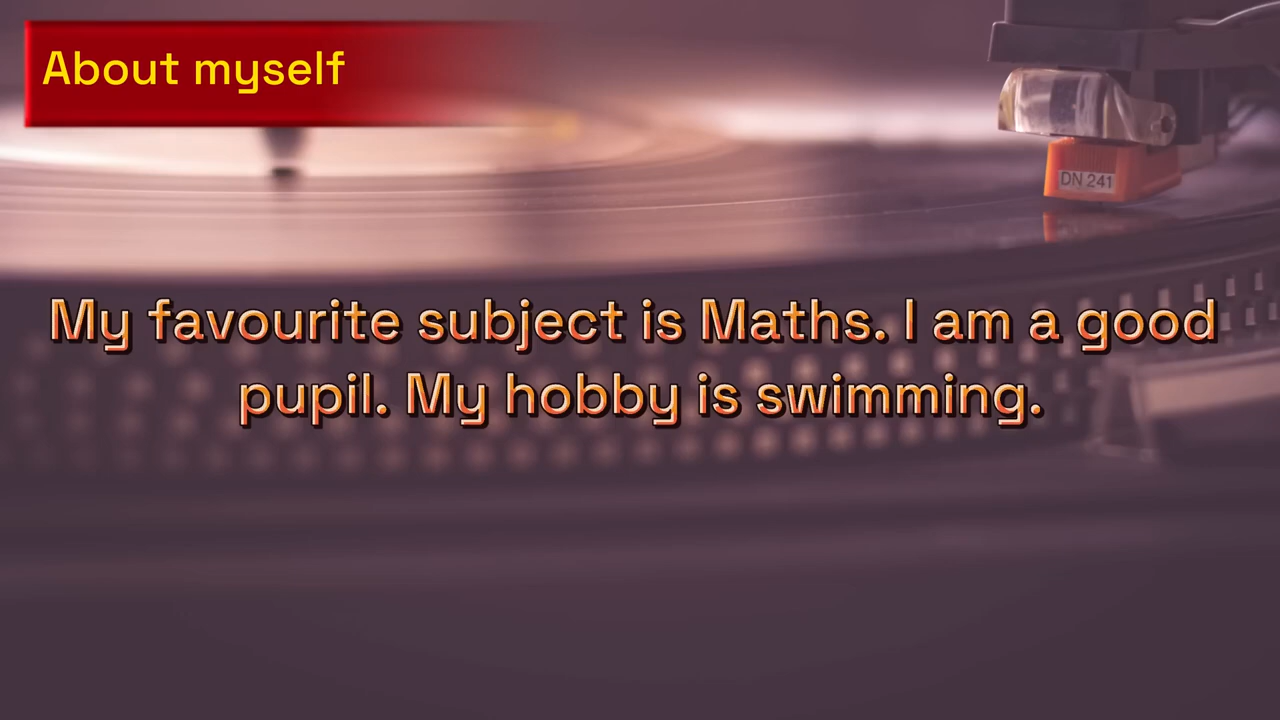 About myself
DN 241
My favourite subject is Maths. I am a good
pupil. My hobby is swimming.